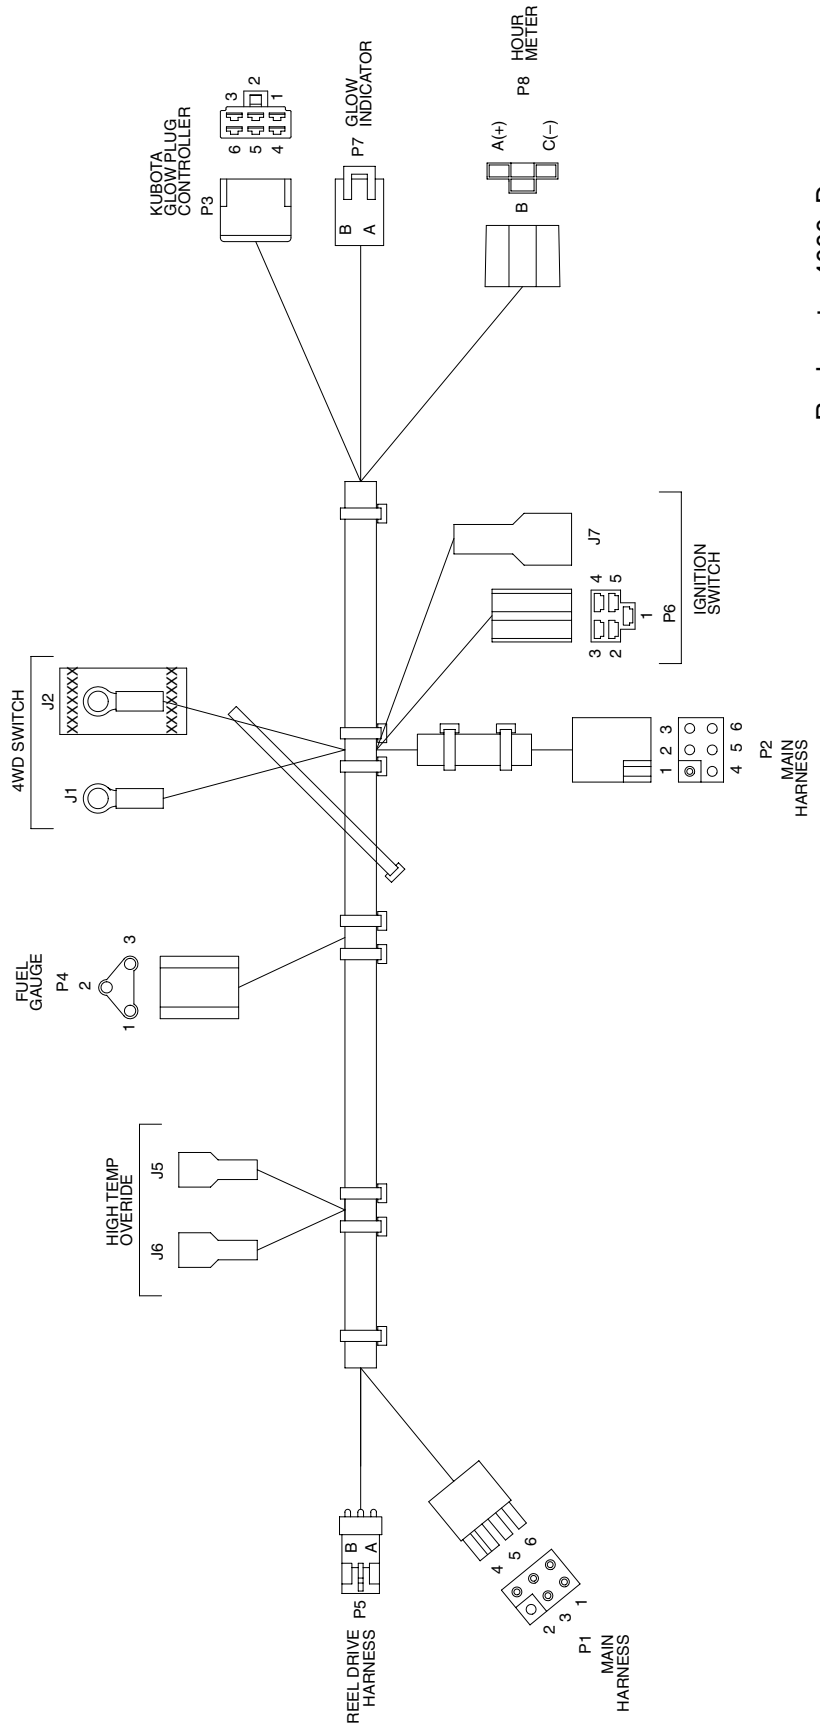 KUBOTA
GLOW PLUG
CONTROLLER
P3
3
2
1
6
5
4
P7
GLOW
INDICATOR
B
A
P8
HOUR
METER
A(+)
B
C(−)
4WD SWITCH
J2
J1
J7
4
5
3
2
1
P6
IGNITION
SWITCH
1
2
3
4
5
6
P2
MAIN
HARNESS
FUEL
GAUGE
P4
2
1
3
HIGH TEMP
OVERIDE
J6
J5
REEL DRIVE
HARNESS
P5
B
A
4
5
6
2
3
1
P1
MAIN
HARNESS